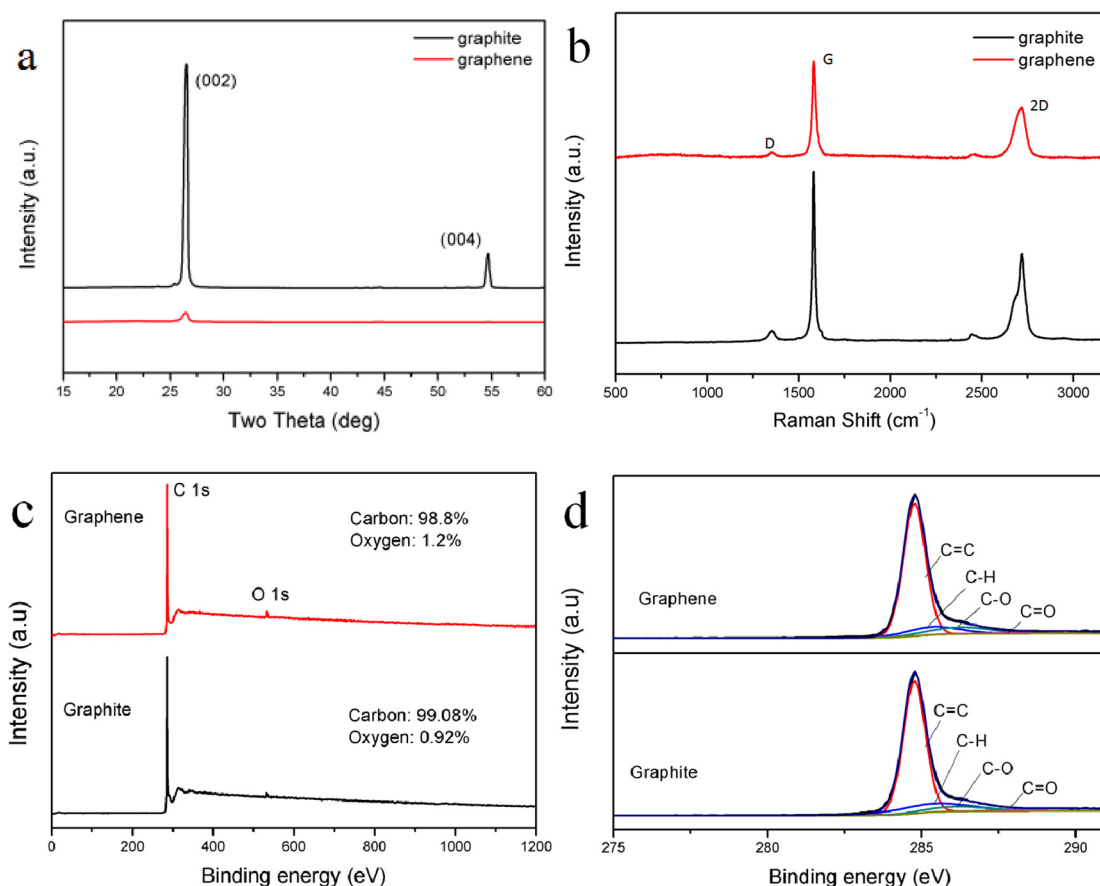 a
graphite
graphene
(002)
(004)
Intensity (a.u.)
15 20 25 30 35 40 45 50 55 60
Two Theta (deg)
b
graphite
graphene
G
D
2D
Intensity (a.u.)
500 1000 1500 2000 2500 3000
Raman Shift (cm⁻¹)
c
C 1s
Graphene
Carbon: 98.8%
Oxygen: 1.2%
O 1s
Graphite
Carbon: 99.08%
Oxygen: 0.92%
Intensity (a.u)
0 200 400 600 800 1000 1200
Binding energy (eV)
d
C=C
C-H
C-O
C=O
Graphene
C=C
C-H
C-O
C=O
Graphite
Intensity (a.u)
275 280 285 290
Binding energy (eV)